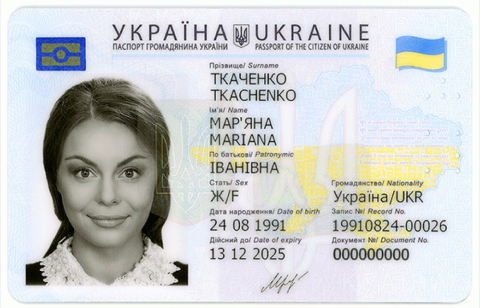 УКРАЇНА UKRAINE
ПАСПОРТ ГРОМАДЯНИНА УКРАЇНИ PASSPORT OF THE CITIZEN OF UKRAINE
Прізвище/ Surname
ТКАЧЕНКО
TKACHENKO
Ім'я/ Name
МАР'ЯНА
MARIANA
По батькові/ Patronymic
ІВАНІВНА
Стать/ Sex Громадянство/ Nationality
Ж/F Україна/UKR
Дата народження/ Date of birth Запис №/ Record No.
24 08 1991 19910824-00026
Дійсний до/ Date of expiry Документ №/ Document No.
13 12 2025 000000000